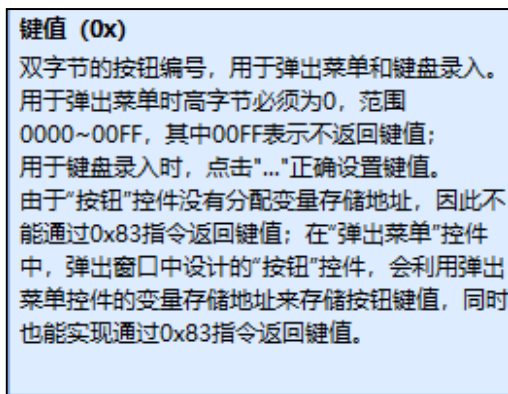 键值（0x）
双字节的按钮编号，用于弹出菜单和键盘录入。
用于弹出菜单时高字节必须为0，范围
0000~00FF，其中00FF表示不返回键值；
用于键盘录入时，点击"..."正确设置键值。
由于“按钮”控件没有分配变量存储地址，因此不
能通过0x83指令返回键值；在“弹出菜单”控件
中，弹出窗口中设计的“按钮”控件，会利用弹出
菜单控件的变量存储地址来存储按钮键值，同时
也能实现通过0x83指令返回键值。